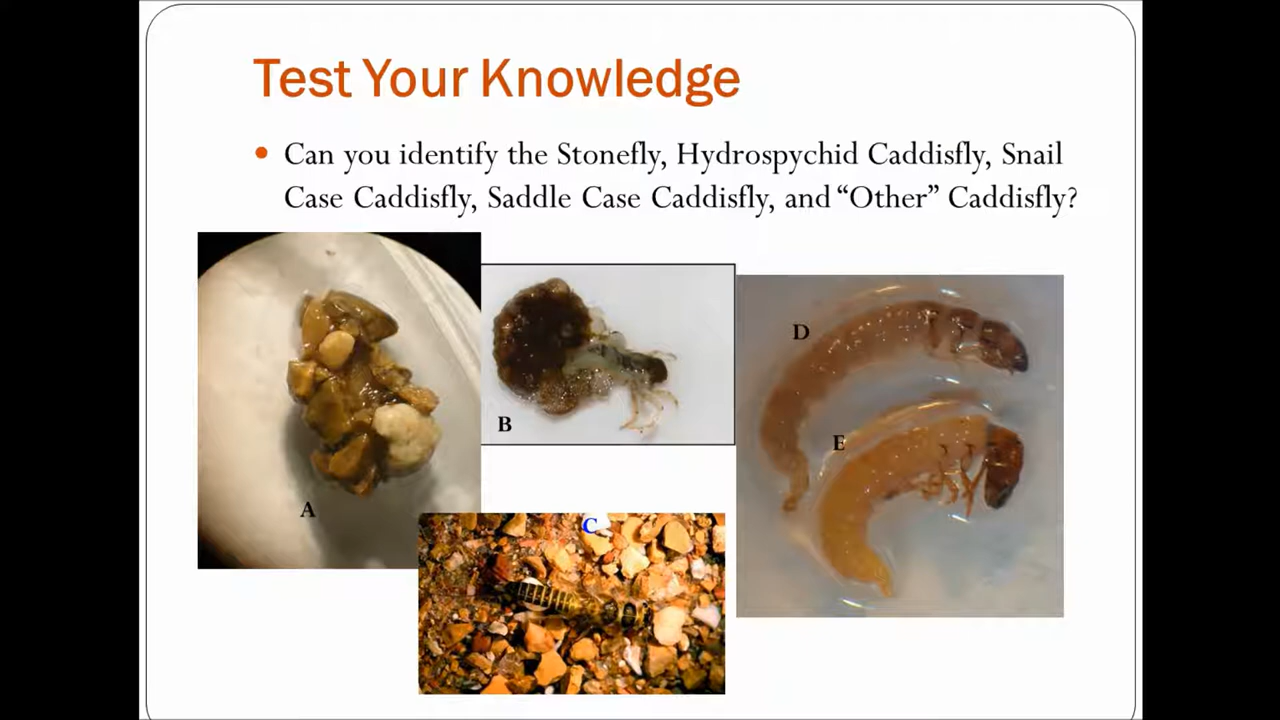 Test Your Knowledge
• Can you identify the Stonefly, Hydrospychid Caddisfly, Snail
Case Caddisfly, Saddle Case Caddisfly, and “Other” Caddisfly?
D
B
E
A
C